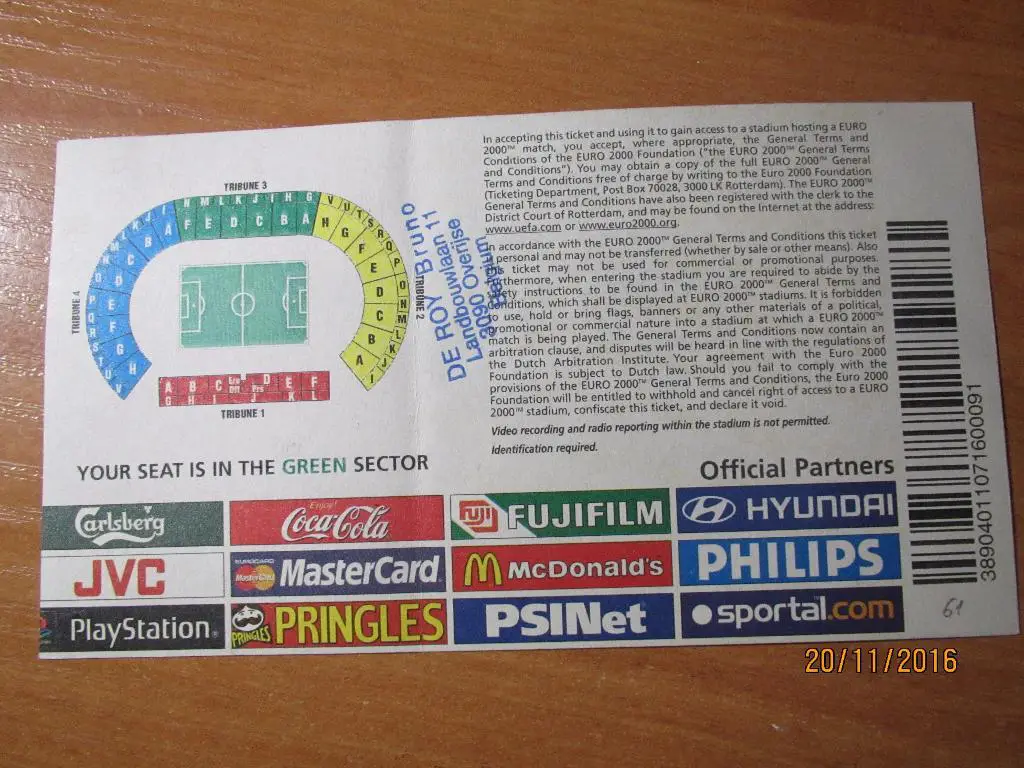 TRIBUNE 3
TRIBUNE 4
TRIBUNE 2
N M L K J I H G
F E D C B A
V U T S R Q P O N M L K J I
H G F E D C B A
A B C Ere Off D E F
G H I Prs J K L
TRIBUNE 1
YOUR SEAT IS IN THE GREEN SECTOR
DE ROY Bruno
Landbouwlaan 11
3090 Overijse
Belgium
In accepting this ticket and using it to gain access to a stadium hosting a EURO
2000™ match, you accept, where appropriate, the General Terms and
Conditions of the EURO 2000 Foundation ("the EURO 2000™ General Terms
and Conditions"). You may obtain a copy of the full EURO 2000™ General
Terms and Conditions free of charge by writing to the Euro 2000 Foundation
(Ticketing Department, Post Box 70028, 3000 LK Rotterdam). The EURO 2000™
General Terms and Conditions have also been registered with the clerk to the
District Court of Rotterdam, and may be found on the Internet at the address:
www.uefa.com or www.euro2000.org.
In accordance with the EURO 2000™ General Terms and Conditions this ticket
is personal and may not be transferred (whether by sale or other means). Also
this ticket may not be used for commercial or promotional purposes.
Furthermore, when entering the stadium you are required to abide by the
safety instructions to be found in the EURO 2000™ General Terms and
Conditions, which shall be displayed at EURO 2000™ stadiums. It is forbidden
to use, hold or bring flags, banners or any other materials of a political,
promotional or commercial nature into a stadium at which a EURO 2000™
match is being played. The General Terms and Conditions now contain an
arbitration clause, and disputes will be heard in line with the regulations of
the Dutch Arbitration Institute. Your agreement with the Euro 2000
Foundation is subject to Dutch law. Should you fail to comply with the
provisions of the EURO 2000™ General Terms and Conditions, the Euro 2000
Foundation will be entitled to withhold and cancel right of access to a EURO
2000™ stadium, confiscate this ticket, and declare it void.
Video recording and radio reporting within the stadium is not permitted.
Identification required.
Official Partners
Carlsberg
Enjoy Coca-Cola
FUJI FUJIFILM
HYUNDAI
JVC
EUROCARD MasterCard MasterCard
McDonald's
PHILIPS
PlayStation®
PRINGLES PRINGLES
PSINet
sportal.com
38904011071600091
61
20/11/2016